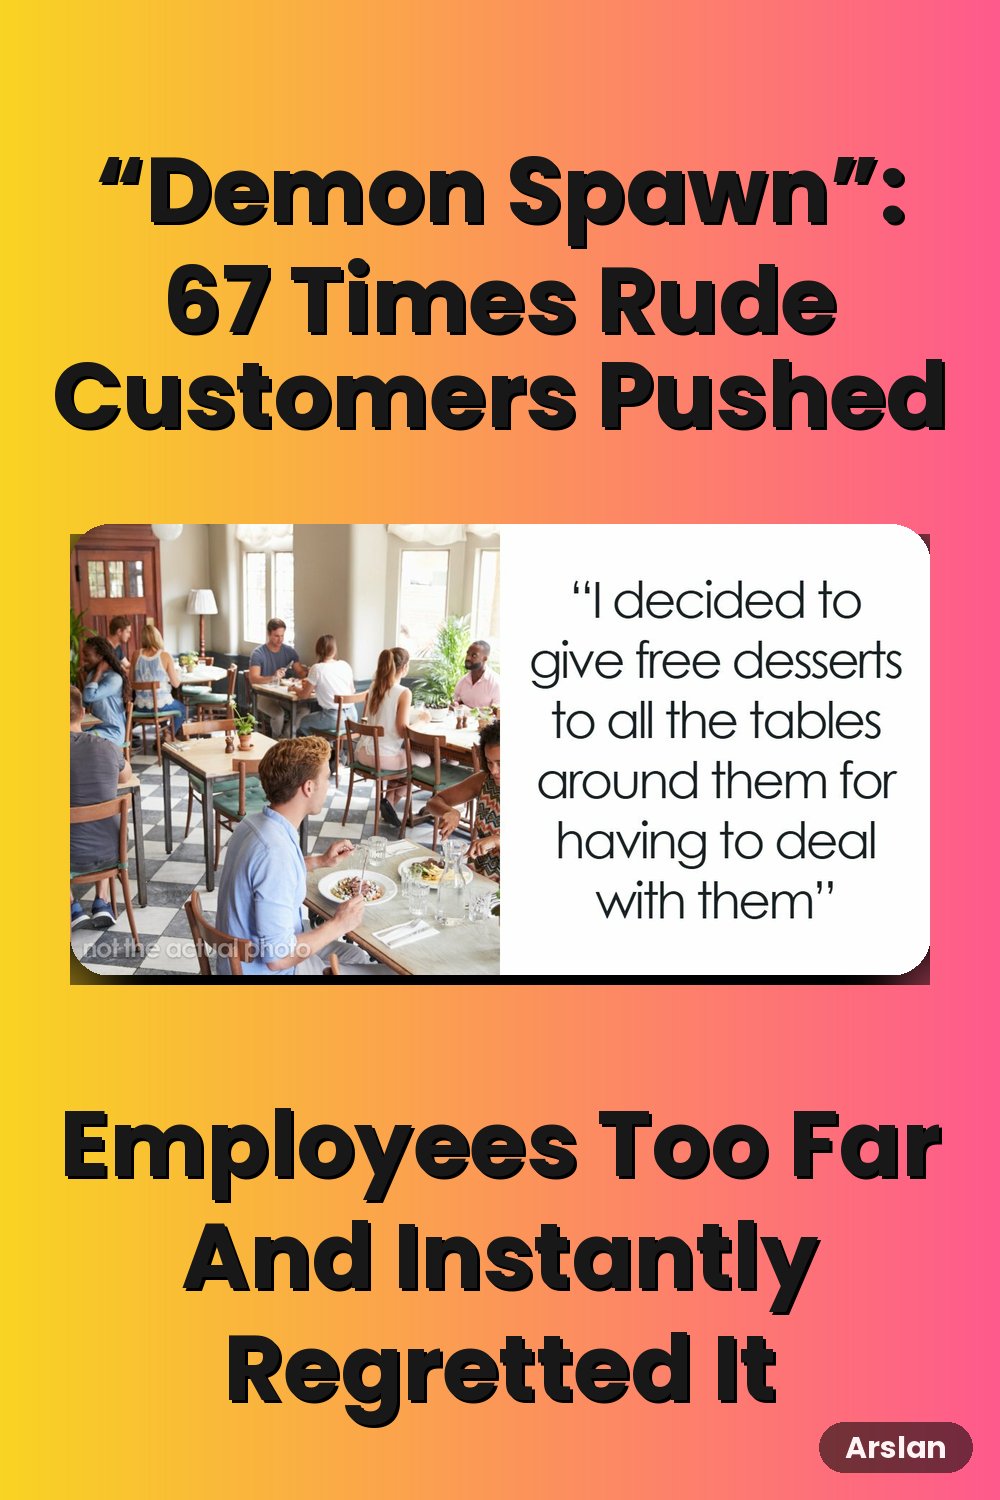 “Demon Spawn”:
67 Times Rude
Customers Pushed
“I decided to
give free desserts
to all the tables
around them for
having to deal
with them”
not the actual photo
Employees Too Far
And Instantly
Regretted It
Arslan